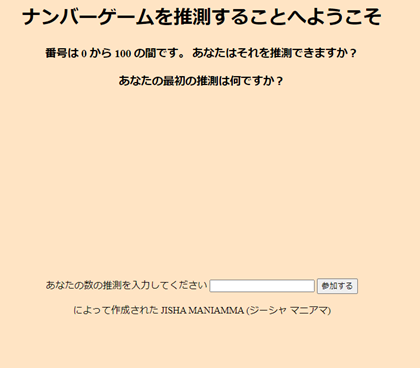 ナンバーゲームを推測することへようこそ
番号は 0 から 100 の間です。 あなたはそれを推測できますか？
あなたの最初の推測は何ですか？
あなたの数の推測を入力してください 参加する
によって作成された JISHA MANIAMMA (ジーシャ マニアマ)